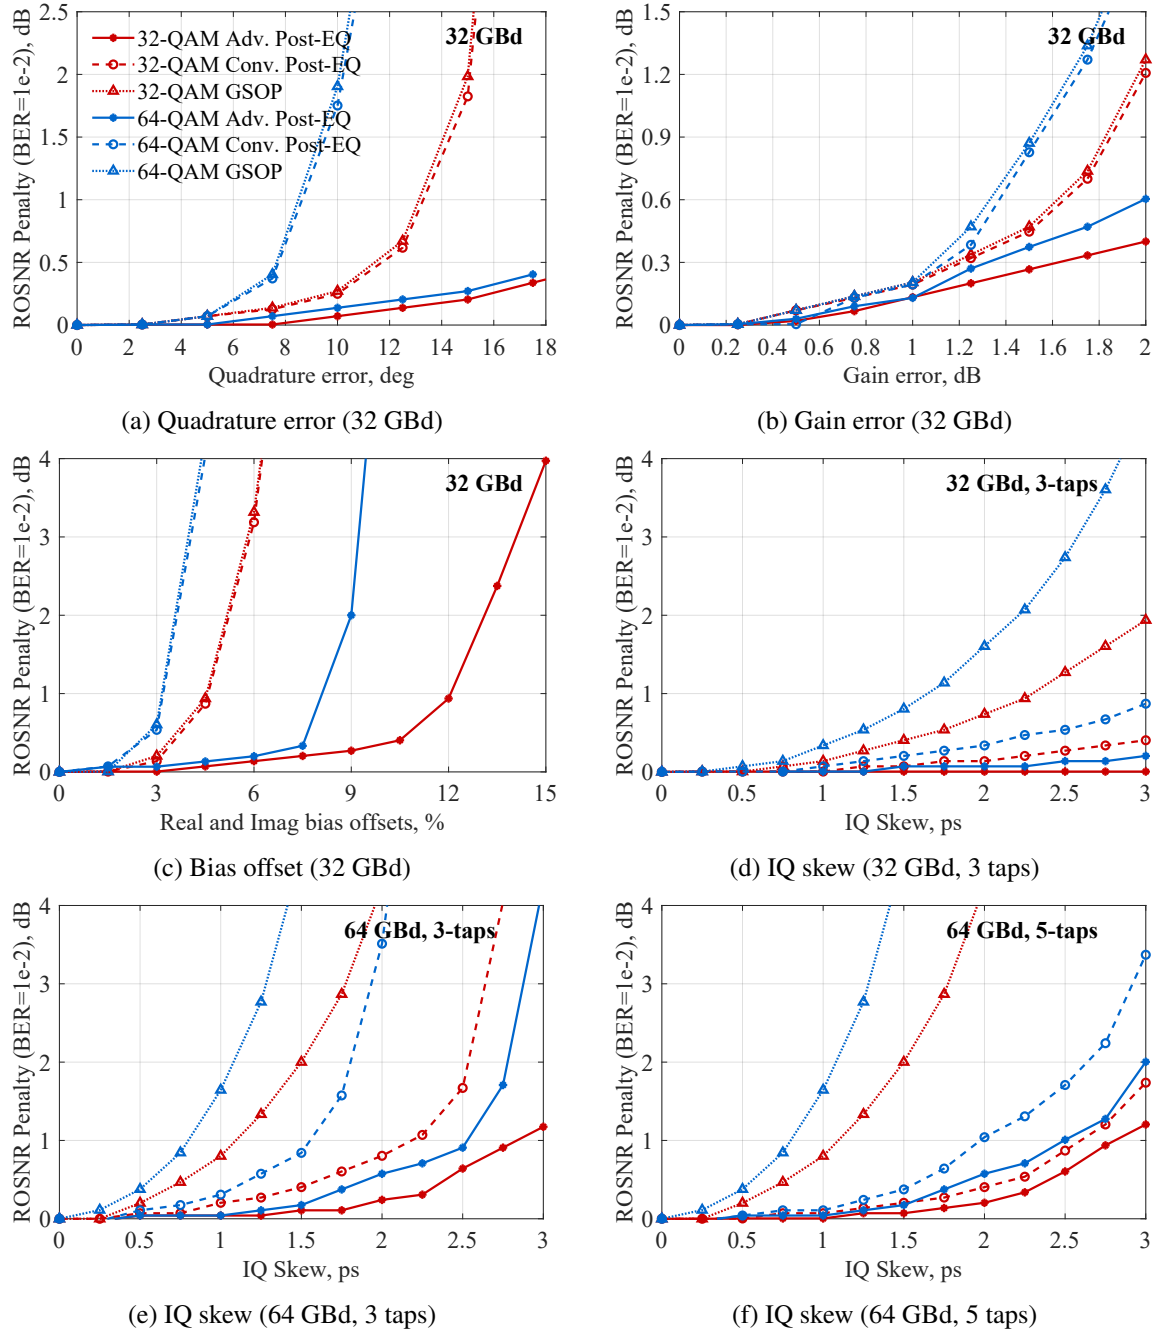 ROSNR Penalty (BER=1e-2), dB
2.5
2
1.5
1
0.5
0
32-QAM Adv. Post-EQ
32-QAM Conv. Post-EQ
32-QAM GSOP
64-QAM Adv. Post-EQ
64-QAM Conv. Post-EQ
64-QAM GSOP
32 GBd
0 2 4 6 8 10 12 14 16 18
Quadrature error, deg
(a) Quadrature error (32 GBd)
ROSNR Penalty (BER=1e-2), dB
1.5
1.2
0.9
0.6
0.3
0
32 GBd
0 0.2 0.4 0.6 0.8 1 1.2 1.4 1.6 1.8 2
Gain error, dB
(b) Gain error (32 GBd)
ROSNR Penalty (BER=1e-2), dB
4
3
2
1
0
32 GBd
0 3 6 9 12 15
Real and Imag bias offsets, %
(c) Bias offset (32 GBd)
ROSNR Penalty (BER=1e-2), dB
4
3
2
1
0
32 GBd, 3-taps
0 0.5 1 1.5 2 2.5 3
IQ Skew, ps
(d) IQ skew (32 GBd, 3 taps)
ROSNR Penalty (BER=1e-2), dB
4
3
2
1
0
64 GBd, 3-taps
0 0.5 1 1.5 2 2.5 3
IQ Skew, ps
(e) IQ skew (64 GBd, 3 taps)
ROSNR Penalty (BER=1e-2), dB
4
3
2
1
0
64 GBd, 5-taps
0 0.5 1 1.5 2 2.5 3
IQ Skew, ps
(f) IQ skew (64 GBd, 5 taps)